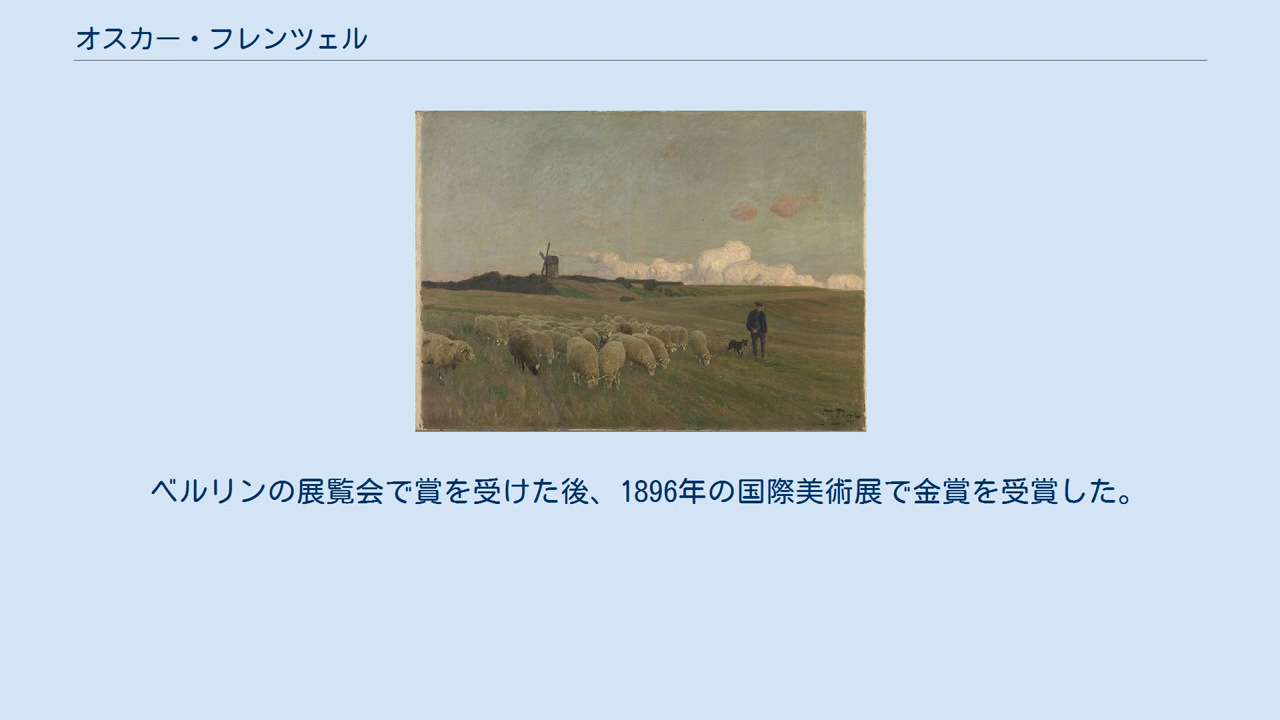 オスカー・フレンツェル
ベルリンの展覧会で賞を受けた後、1896年の国際美術展で金賞を受賞した。